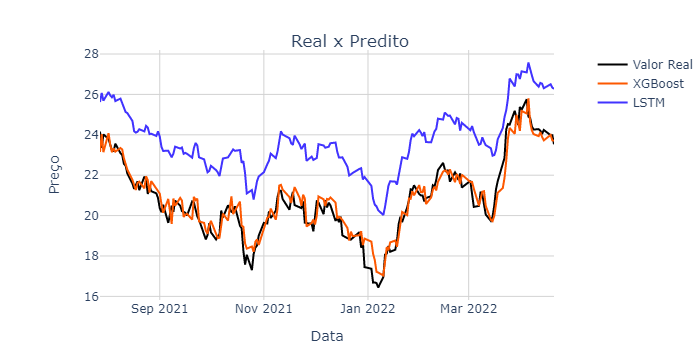 Real x Predito
Valor Real
XGBoost
LSTM
Preço
28
26
24
22
20
18
16
Sep 2021
Nov 2021
Jan 2022
Mar 2022
Data